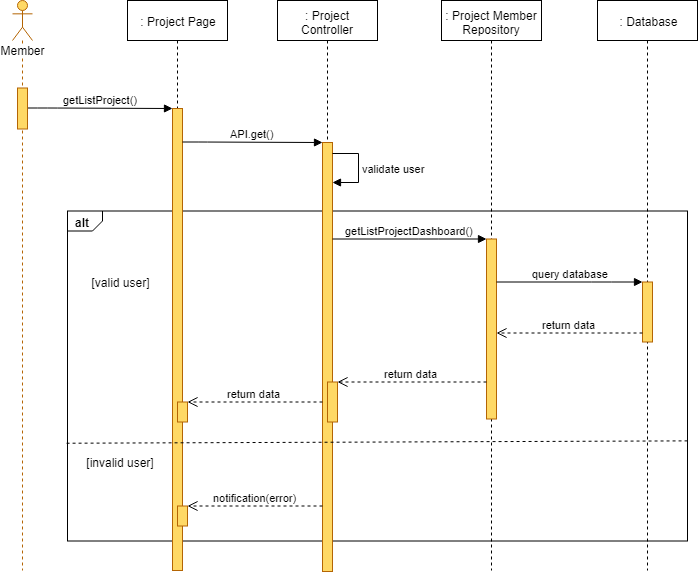 : Project Page
: Project
Controller
: Project Member
Repository
: Database
Member
getListProject()
API.get()
validate user
alt
getListProjectDashboard()
[valid user]
query database
return data
return data
return data
[invalid user]
notification(error)